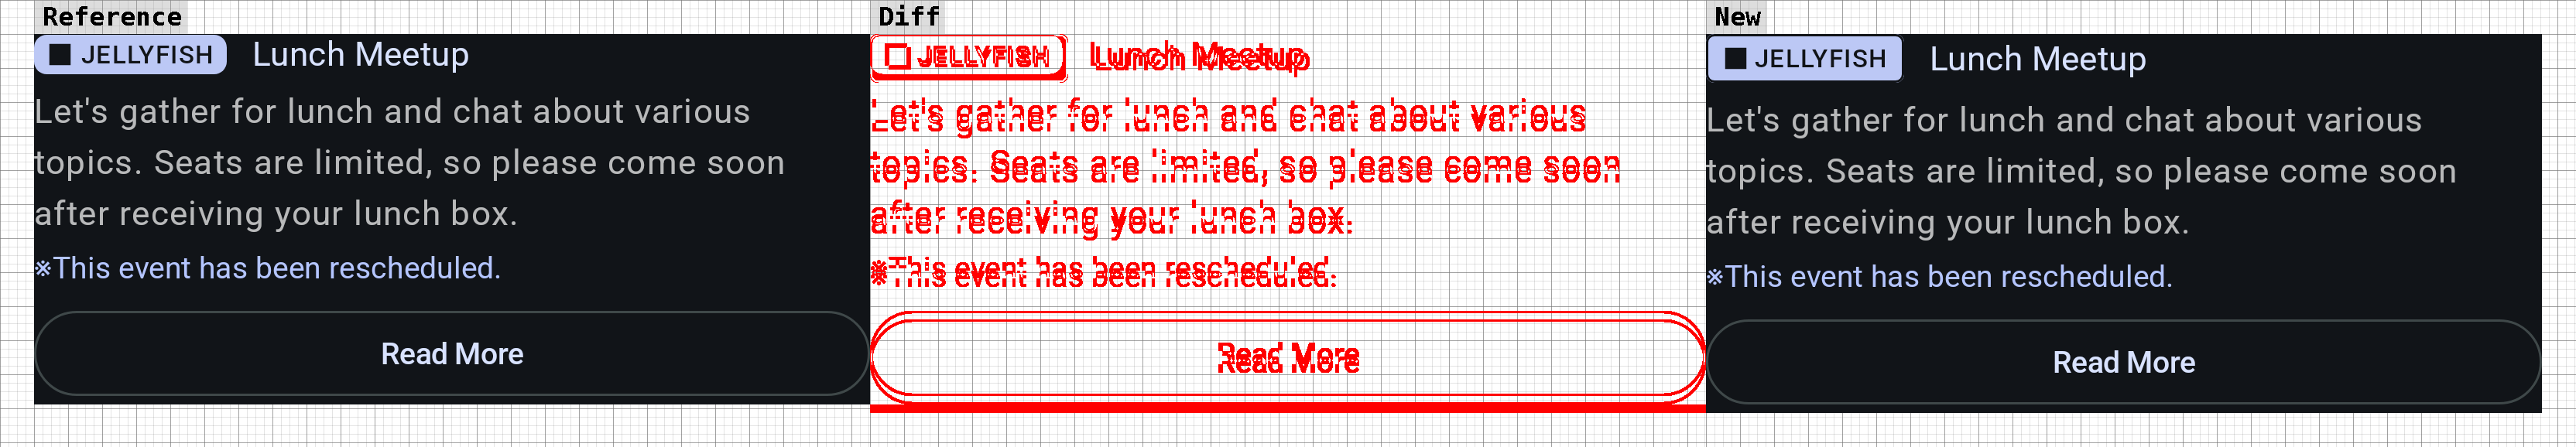 Reference
Diff
New
JELLYFISH Lunch Meetup
Let's gather for lunch and chat about various
topics. Seats are limited, so please come soon
after receiving your lunch box.
※This event has been rescheduled.
Read More
JELLYFISH Lunch Meetup
Let's gather for lunch and chat about various
topics. Seats are limited, so please come soon
after receiving your lunch box.
※This event has been rescheduled.
Read More
JELLYFISH Lunch Meetup
Let's gather for lunch and chat about various
topics. Seats are limited, so please come soon
after receiving your lunch box.
※This event has been rescheduled.
Read More